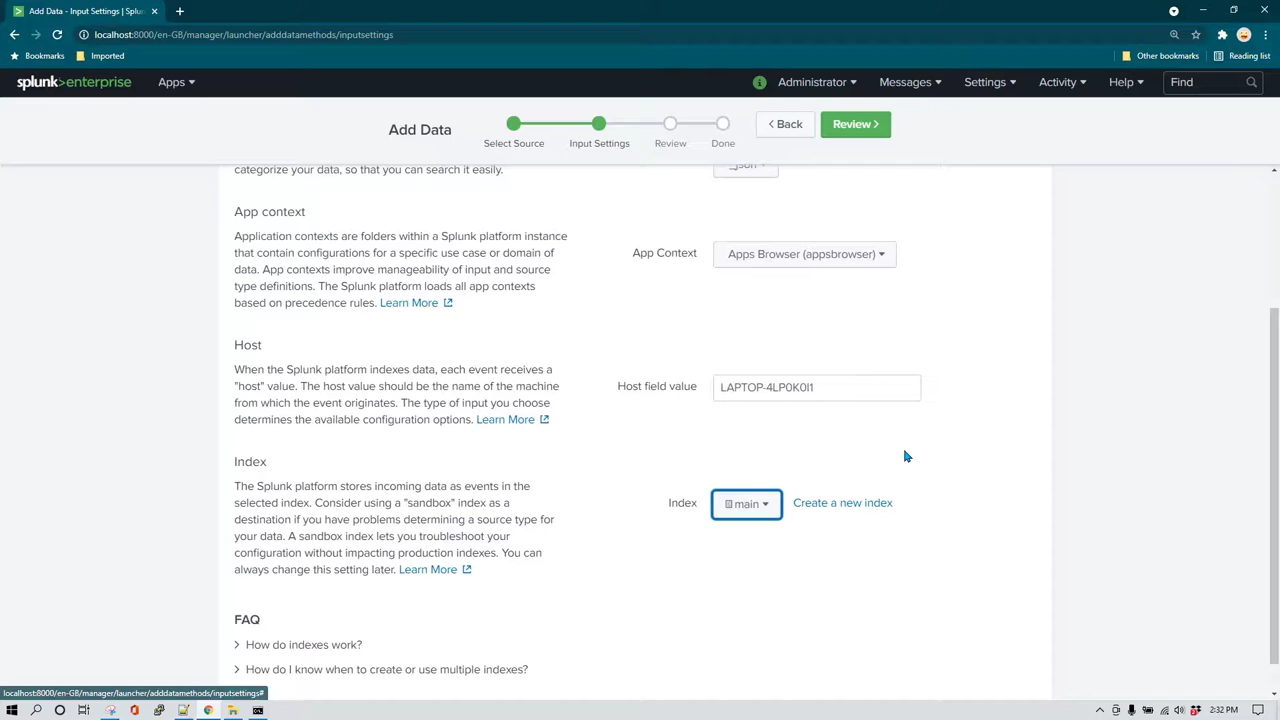 Add Data - Input Settings | Splun
localhost:8000/en-GB/manager/launcher/adddatamethods/inputsettings
Bookmarks
Imported
Other bookmarks
Reading list
splunk>enterprise
Apps
i
Administrator
Messages
Settings
Activity
Help
Find
Add Data
Select Source
Input Settings
Review
Done
< Back
Review >
categorize your data, so that you can search it easily.
_json
App context
Application contexts are folders within a Splunk platform instance
that contain configurations for a specific use case or domain of
data. App contexts improve manageability of input and source
type definitions. The Splunk platform loads all app contexts
based on precedence rules. Learn More
App Context
Apps Browser (appsbrowser)
Host
When the Splunk platform indexes data, each event receives a
"host" value. The host value should be the name of the machine
from which the event originates. The type of input you choose
determines the available configuration options. Learn More
Host field value
LAPTOP-4LP0K0I1
Index
The Splunk platform stores incoming data as events in the
selected index. Consider using a "sandbox" index as a
destination if you have problems determining a source type for
your data. A sandbox index lets you troubleshoot your
configuration without impacting production indexes. You can
always change this setting later. Learn More
Index
main
Create a new index
FAQ
> How do indexes work?
> How do I know when to create or use multiple indexes?
localhost:8000/en-GB/manager/launcher/adddatamethods/inputsettings#
2:32 PM